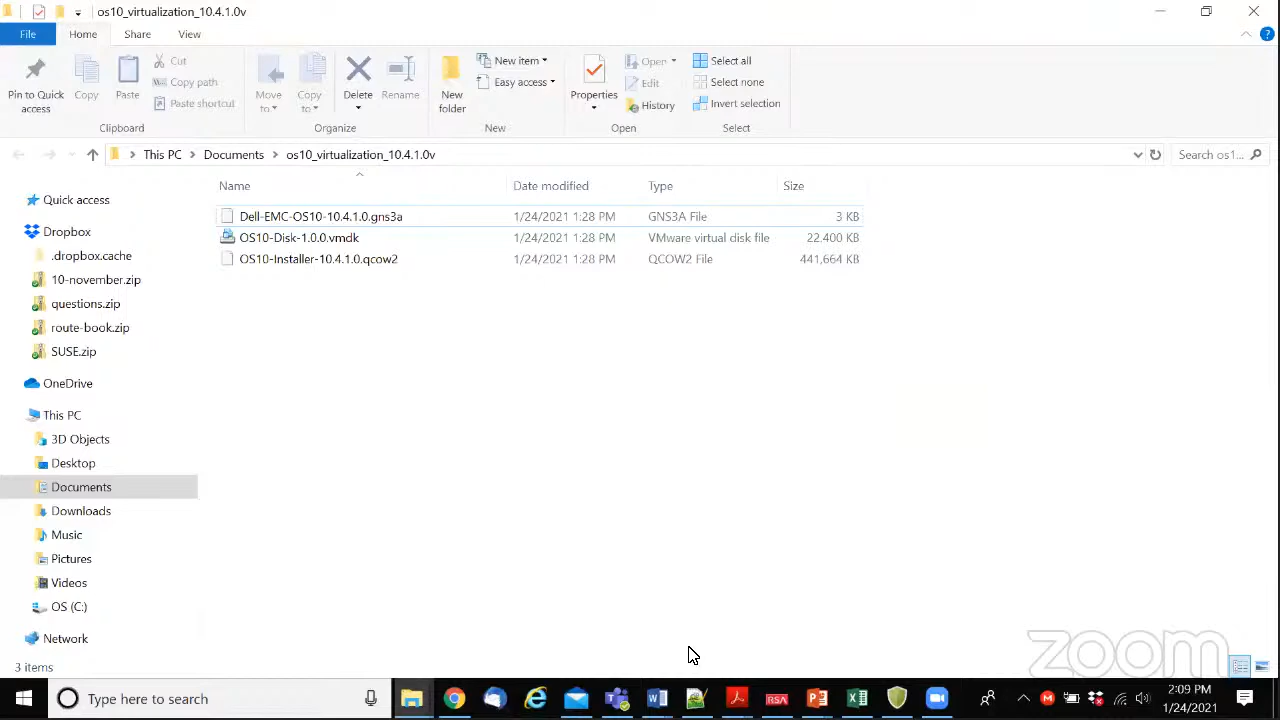 os10_virtualization_10.4.1.0v
File Home Share View
Pin to Quick access
Copy
Paste
Cut
Copy path
Paste shortcut
Clipboard
Move to
Copy to
Delete
Rename
Organize
New folder
New item
Easy access
New
Properties
Open
Edit
History
Open
Select all
Select none
Invert selection
Select
This PC > Documents > os10_virtualization_10.4.1.0v
Search os1...
Name Date modified Type Size
Dell-EMC-OS10-10.4.1.0.gns3a 1/24/2021 1:28 PM GNS3A File 3 KB
OS10-Disk-1.0.0.vmdk 1/24/2021 1:28 PM VMware virtual disk file 22,400 KB
OS10-Installer-10.4.1.0.qcow2 1/24/2021 1:28 PM QCOW2 File 441,664 KB
Quick access
Dropbox
.dropbox.cache
10-november.zip
questions.zip
route-book.zip
SUSE.zip
OneDrive
This PC
3D Objects
Desktop
Documents
Downloads
Music
Pictures
Videos
OS (C:)
Network
3 items
zoom
Type here to search
RSA
2:09 PM
1/24/2021